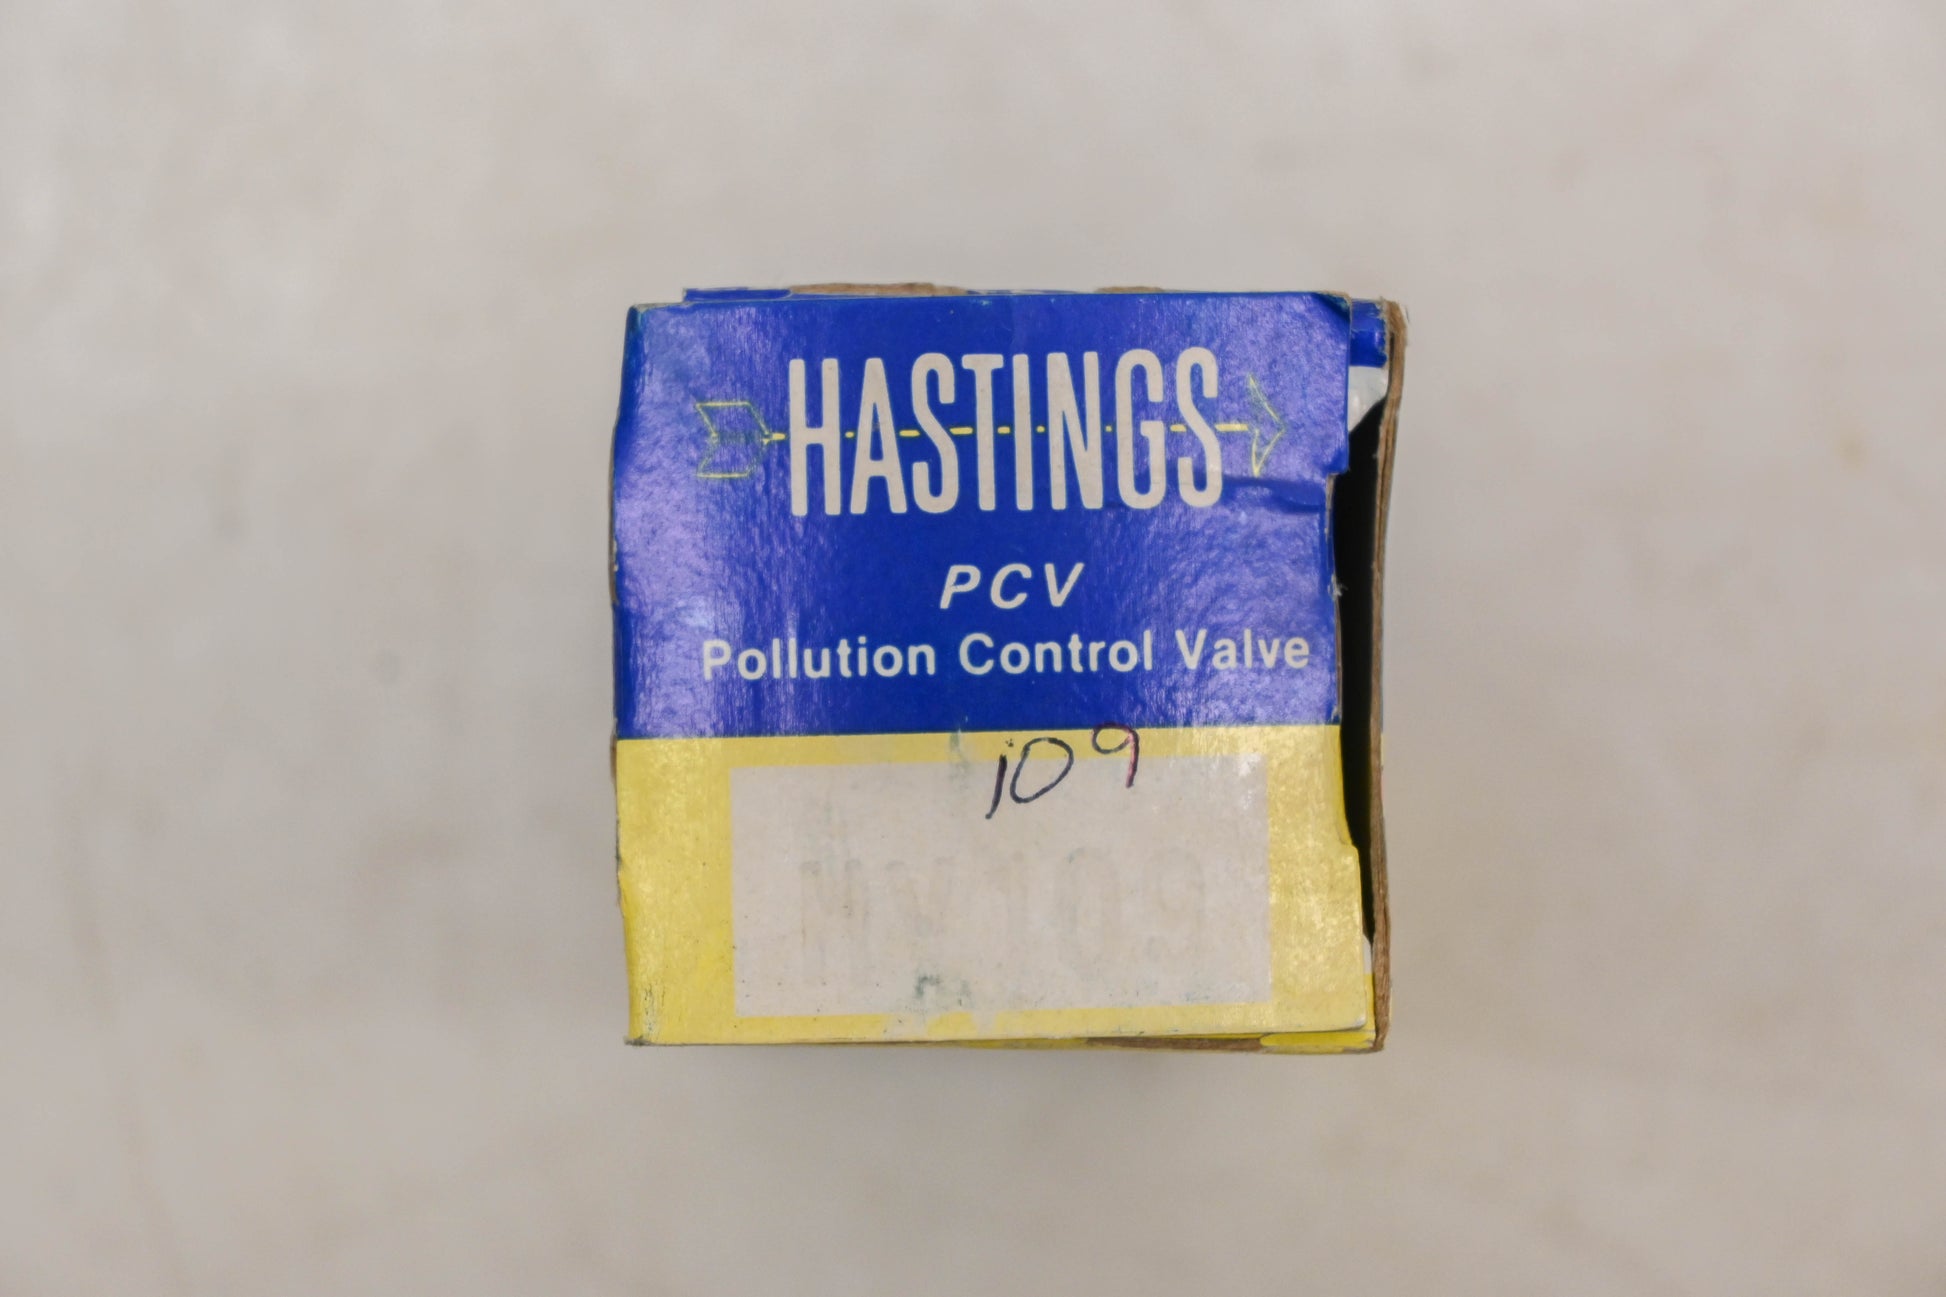 HASTINGS
PCV
Pollution Control Valve
109